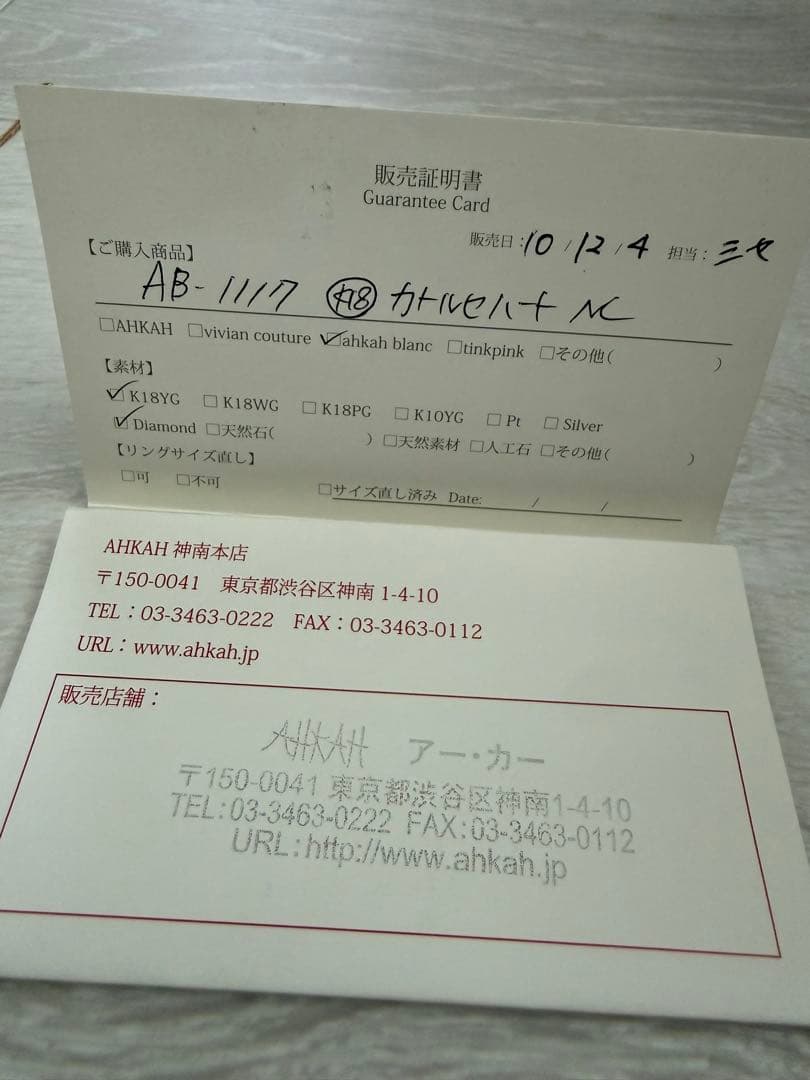 販売証明書
Guarantee Card
販売日：10 / 12 / 4 担当：ミセ
【ご購入商品】
AB-1117 K18 カトルセハート NC
□AHKAH □vivian couture ☑ahkah blanc □tinkpink □その他( )
【素材】
☑K18YG □K18WG □K18PG □K10YG □Pt □Silver
☑Diamond □天然石( ) □天然素材 □人工石 □その他( )
【リングサイズ直し】
□可 □不可 □サイズ直し済み Date: / /
AHKAH 神南本店
〒150-0041 東京都渋谷区神南 1-4-10
TEL：03-3463-0222 FAX：03-3463-0112
URL：www.ahkah.jp
販売店舗：
AHKAH アー・カー
〒150-0041 東京都渋谷区神南1-4-10
TEL:03-3463-0222 FAX:03-3463-0112
URL:http://www.ahkah.jp